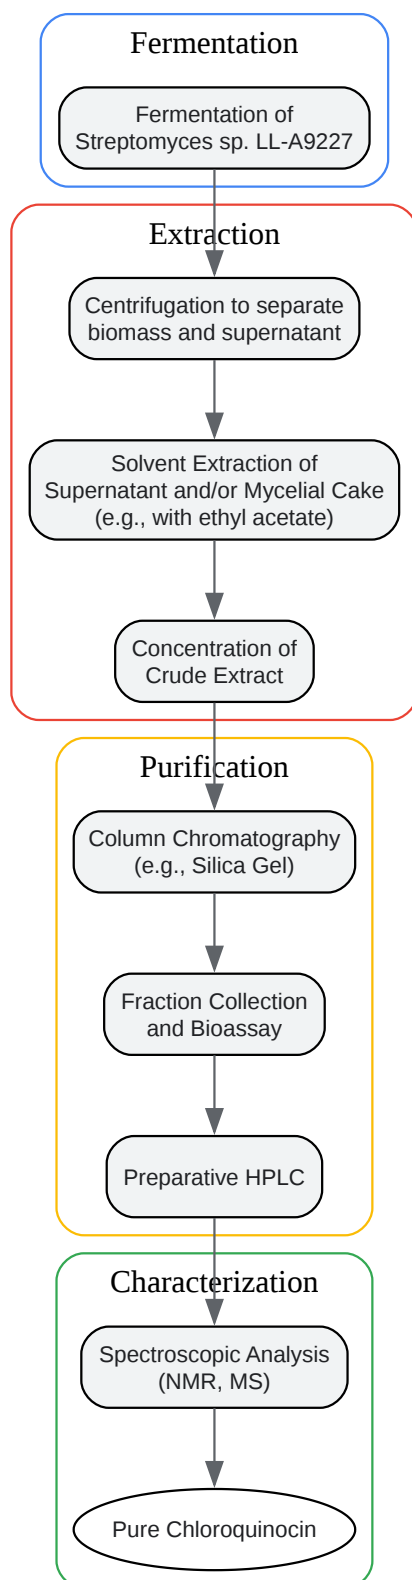 Fermentation
Fermentation of
Streptomyces sp. LL-A9227
Extraction
Centrifugation to separate
biomass and supernatant
Solvent Extraction of
Supernatant and/or Mycelial Cake
(e.g., with ethyl acetate)
Concentration of
Crude Extract
Purification
Column Chromatography
(e.g., Silica Gel)
Fraction Collection
and Bioassay
Preparative HPLC
Characterization
Spectroscopic Analysis
(NMR, MS)
Pure Chloroquinocin